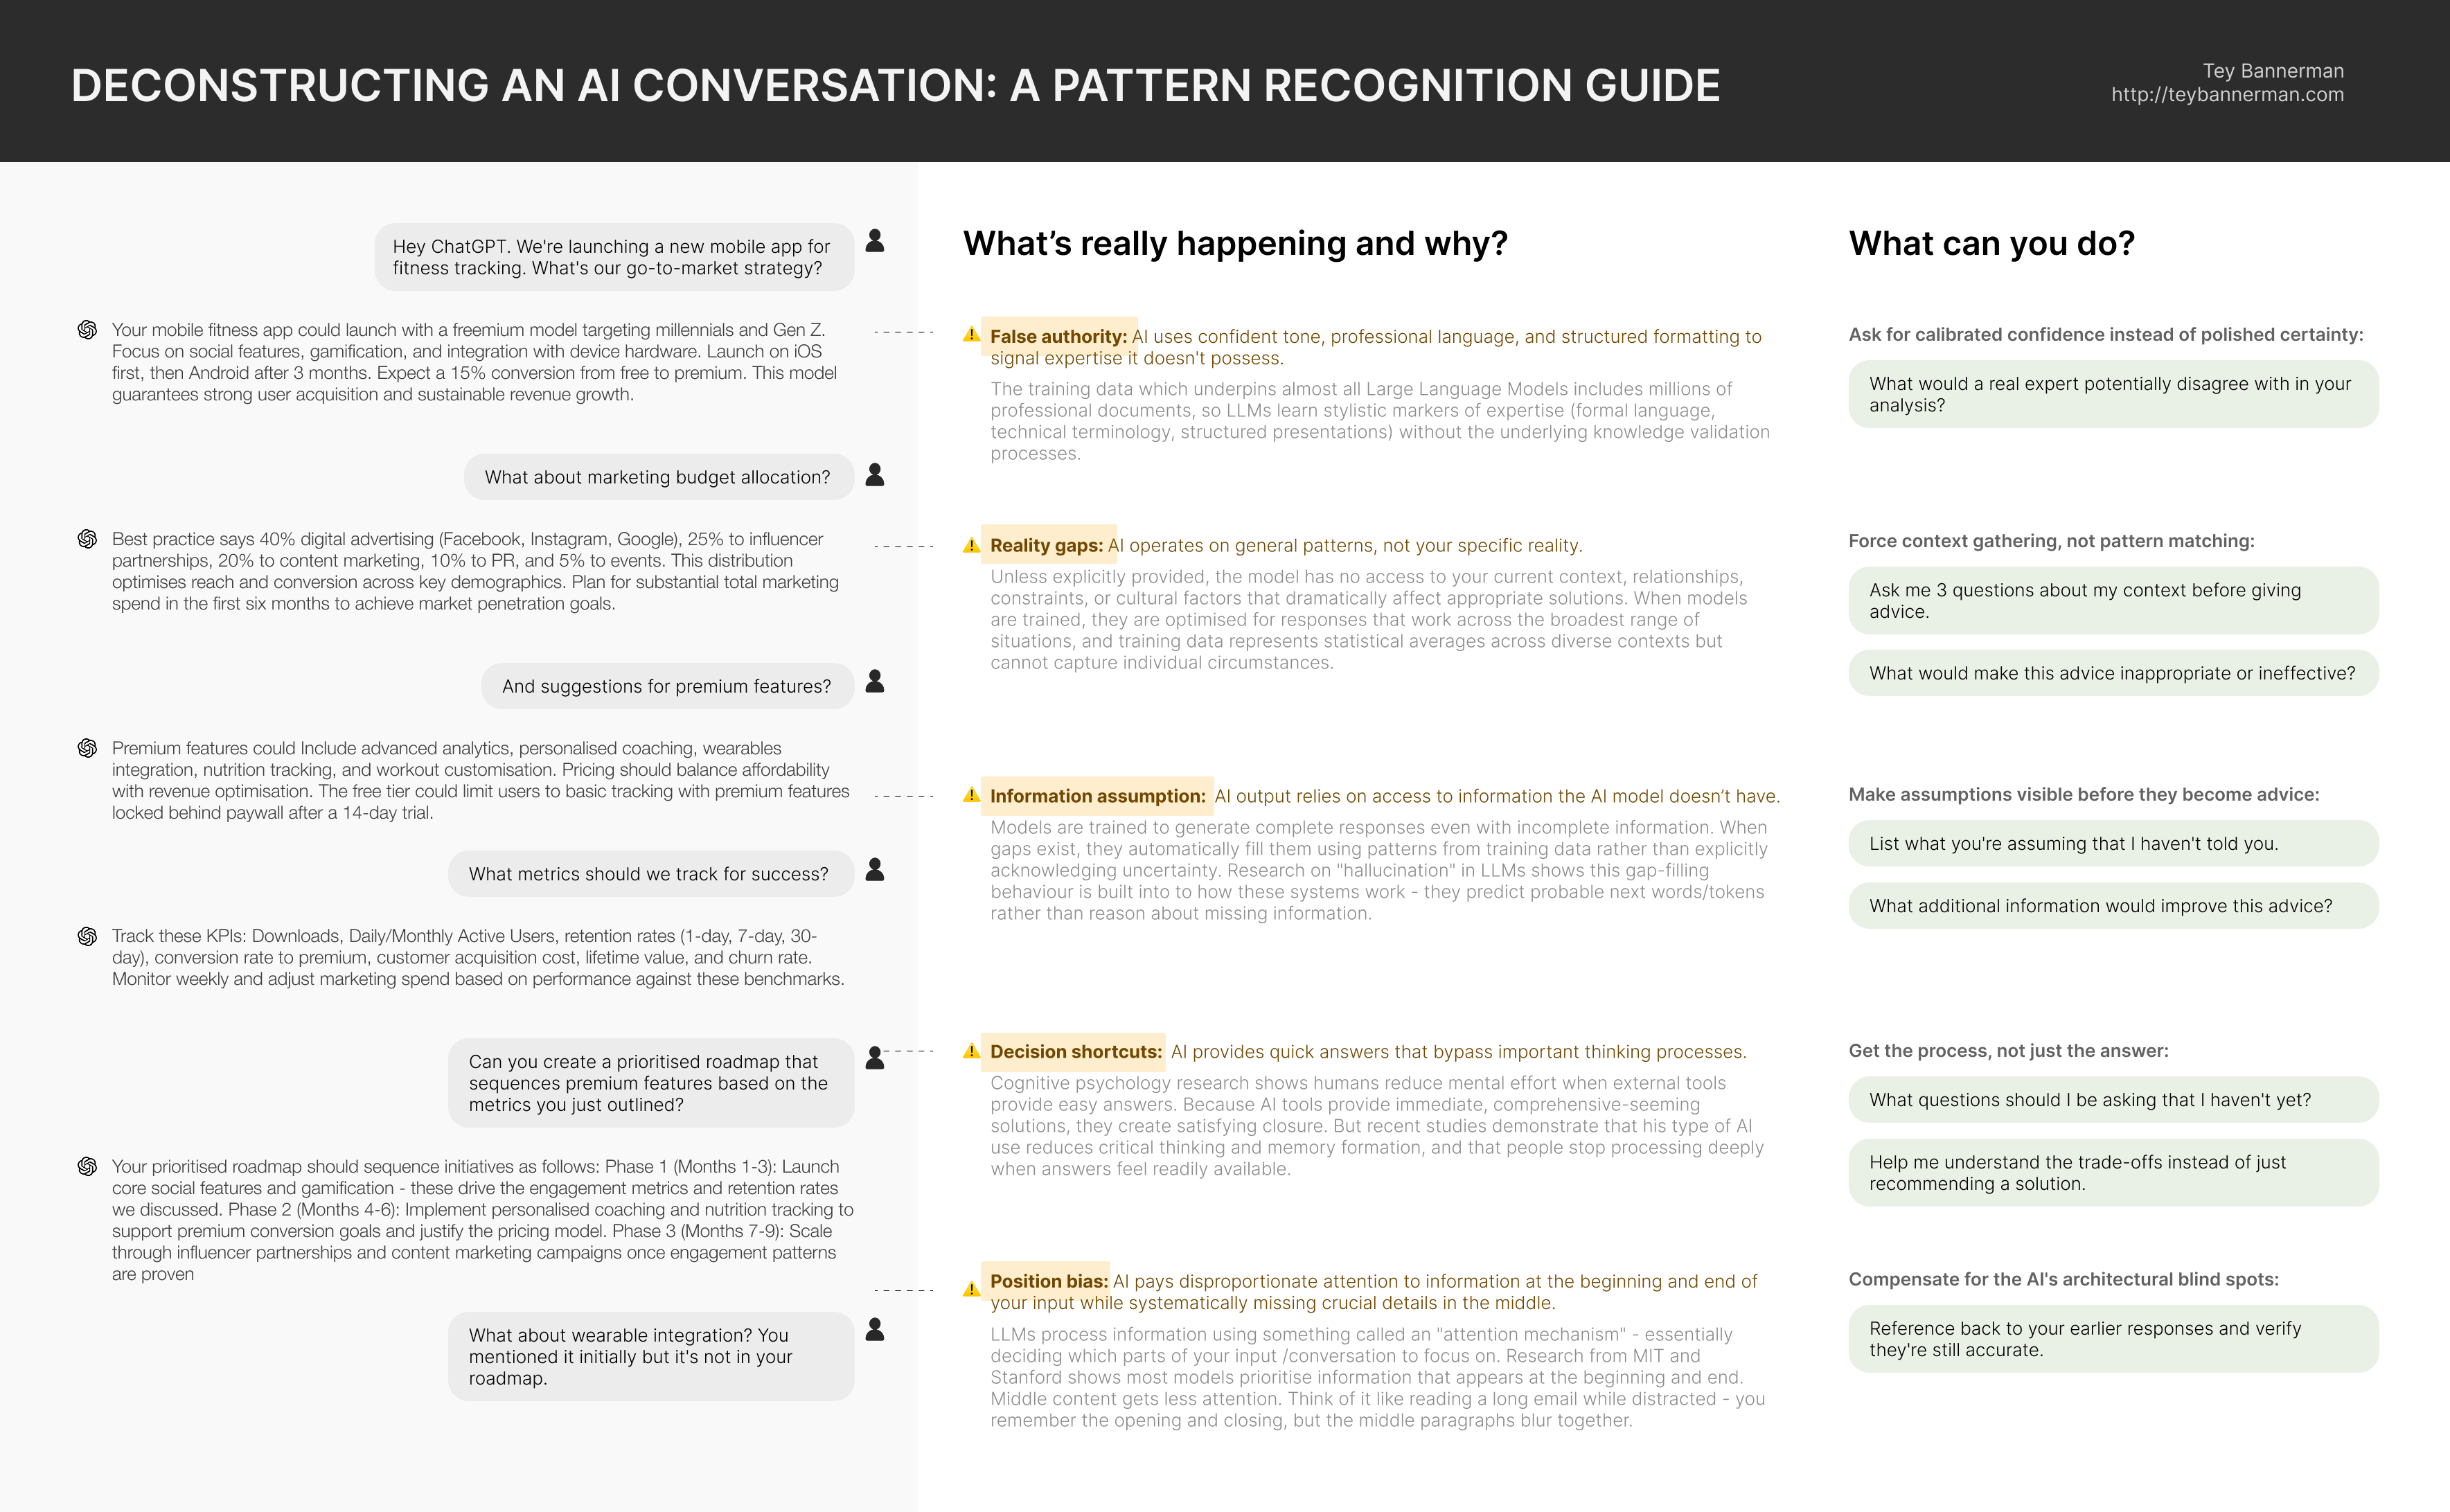 DECONSTRUCTING AN AI CONVERSATION: A PATTERN RECOGNITION GUIDE
Tey Bannerman
http://teybannerman.com
Hey ChatGPT. We're launching a new mobile app for
fitness tracking. What's our go-to-market strategy?
Your mobile fitness app could launch with a freemium model targeting millennials and Gen Z.
Focus on social features, gamification, and integration with device hardware. Launch on iOS
first, then Android after 3 months. Expect a 15% conversion from free to premium. This model
guarantees strong user acquisition and sustainable revenue growth.
What about marketing budget allocation?
Best practice says 40% digital advertising (Facebook, Instagram, Google), 25% to influencer
partnerships, 20% to content marketing, 10% to PR, and 5% to events. This distribution
optimises reach and conversion across key demographics. Plan for substantial total marketing
spend in the first six months to achieve market penetration goals.
And suggestions for premium features?
Premium features could Include advanced analytics, personalised coaching, wearables
integration, nutrition tracking, and workout customisation. Pricing should balance affordability
with revenue optimisation. The free tier could limit users to basic tracking with premium features
locked behind paywall after a 14-day trial.
What metrics should we track for success?
Track these KPIs: Downloads, Daily/Monthly Active Users, retention rates (1-day, 7-day, 30-
day), conversion rate to premium, customer acquisition cost, lifetime value, and churn rate.
Monitor weekly and adjust marketing spend based on performance against these benchmarks.
Can you create a prioritised roadmap that
sequences premium features based on the
metrics you just outlined?
Your prioritised roadmap should sequence initiatives as follows: Phase 1 (Months 1-3): Launch
core social features and gamification - these drive the engagement metrics and retention rates
we discussed. Phase 2 (Months 4-6): Implement personalised coaching and nutrition tracking to
support premium conversion goals and justify the pricing model. Phase 3 (Months 7-9): Scale
through influencer partnerships and content marketing campaigns once engagement patterns
are proven
What about wearable integration? You
mentioned it initially but it's not in your
roadmap.
What's really happening and why?
False authority: AI uses confident tone, professional language, and structured formatting to
signal expertise it doesn't possess.
The training data which underpins almost all Large Language Models includes millions of
professional documents, so LLMs learn stylistic markers of expertise (formal language,
technical terminology, structured presentations) without the underlying knowledge validation
processes.
Reality gaps: AI operates on general patterns, not your specific reality.
Unless explicitly provided, the model has no access to your current context, relationships,
constraints, or cultural factors that dramatically affect appropriate solutions. When models
are trained, they are optimised for responses that work across the broadest range of
situations, and training data represents statistical averages across diverse contexts but
cannot capture individual circumstances.
Information assumption: AI output relies on access to information the AI model doesn't have.
Models are trained to generate complete responses even with incomplete information. When
gaps exist, they automatically fill them using patterns from training data rather than explicitly
acknowledging uncertainty. Research on "hallucination" in LLMs shows this gap-filling
behaviour is built into to how these systems work - they predict probable next words/tokens
rather than reason about missing information.
Decision shortcuts: AI provides quick answers that bypass important thinking processes.
Cognitive psychology research shows humans reduce mental effort when external tools
provide easy answers. Because AI tools provide immediate, comprehensive-seeming
solutions, they create satisfying closure. But recent studies demonstrate that his type of AI
use reduces critical thinking and memory formation, and that people stop processing deeply
when answers feel readily available.
Position bias: AI pays disproportionate attention to information at the beginning and end of
your input while systematically missing crucial details in the middle.
LLMs process information using something called an "attention mechanism" - essentially
deciding which parts of your input /conversation to focus on. Research from MIT and
Stanford shows most models prioritise information that appears at the beginning and end.
Middle content gets less attention. Think of it like reading a long email while distracted - you
remember the opening and closing, but the middle paragraphs blur together.
What can you do?
Ask for calibrated confidence instead of polished certainty:
What would a real expert potentially disagree with in your
analysis?
Force context gathering, not pattern matching:
Ask me 3 questions about my context before giving
advice.
What would make this advice inappropriate or ineffective?
Make assumptions visible before they become advice:
List what you're assuming that I haven't told you.
What additional information would improve this advice?
Get the process, not just the answer:
What questions should I be asking that I haven't yet?
Help me understand the trade-offs instead of just
recommending a solution.
Compensate for the AI's architectural blind spots:
Reference back to your earlier responses and verify
they're still accurate.